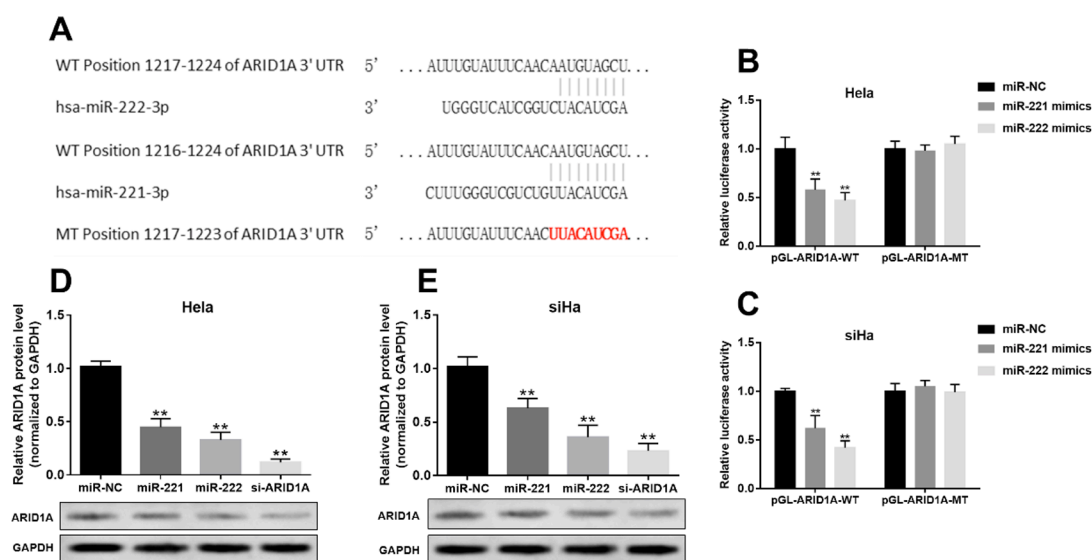 A
WT Position 1217-1224 of ARID1A 3' UTR 5' ...AUUUGUAUUUCAACAAUGUAGCU...
hsa-miR-222-3p 3' UGGGUCAUCGGUCUACAUCGA
WT Position 1216-1224 of ARID1A 3' UTR 5' ...AUUUGUAUUUCAACAAUGUAGCU...
hsa-miR-221-3p 3' CUUUGGGUCGUCUGUUACAUCGA
MT Position 1217-1223 of ARID1A 3' UTR 5' ...AUUUGUAUUUCAACUUACAUCGA...
B
Hela
miR-NC
miR-221 mimics
miR-222 mimics
Relative luciferase activity
1.5
1.0
0.5
0.0
** **
pGL-ARID1A-WT pGL-ARID1A-MT
C
siHa
miR-NC
miR-221 mimics
miR-222 mimics
Relative luciferase activity
1.5
1.0
0.5
0.0
** **
pGL-ARID1A-WT pGL-ARID1A-MT
D
Hela
Relative ARID1A protein level
(normalized to GAPDH)
1.5
1.0
0.5
0.0
** ** **
miR-NC miR-221 miR-222 si-ARID1A
ARID1A
GAPDH
E
siHa
Relative ARID1A protein level
(normalized to GAPDH)
1.5
1.0
0.5
0.0
** ** **
miR-NC miR-221 miR-222 si-ARID1A
ARID1A
GAPDH